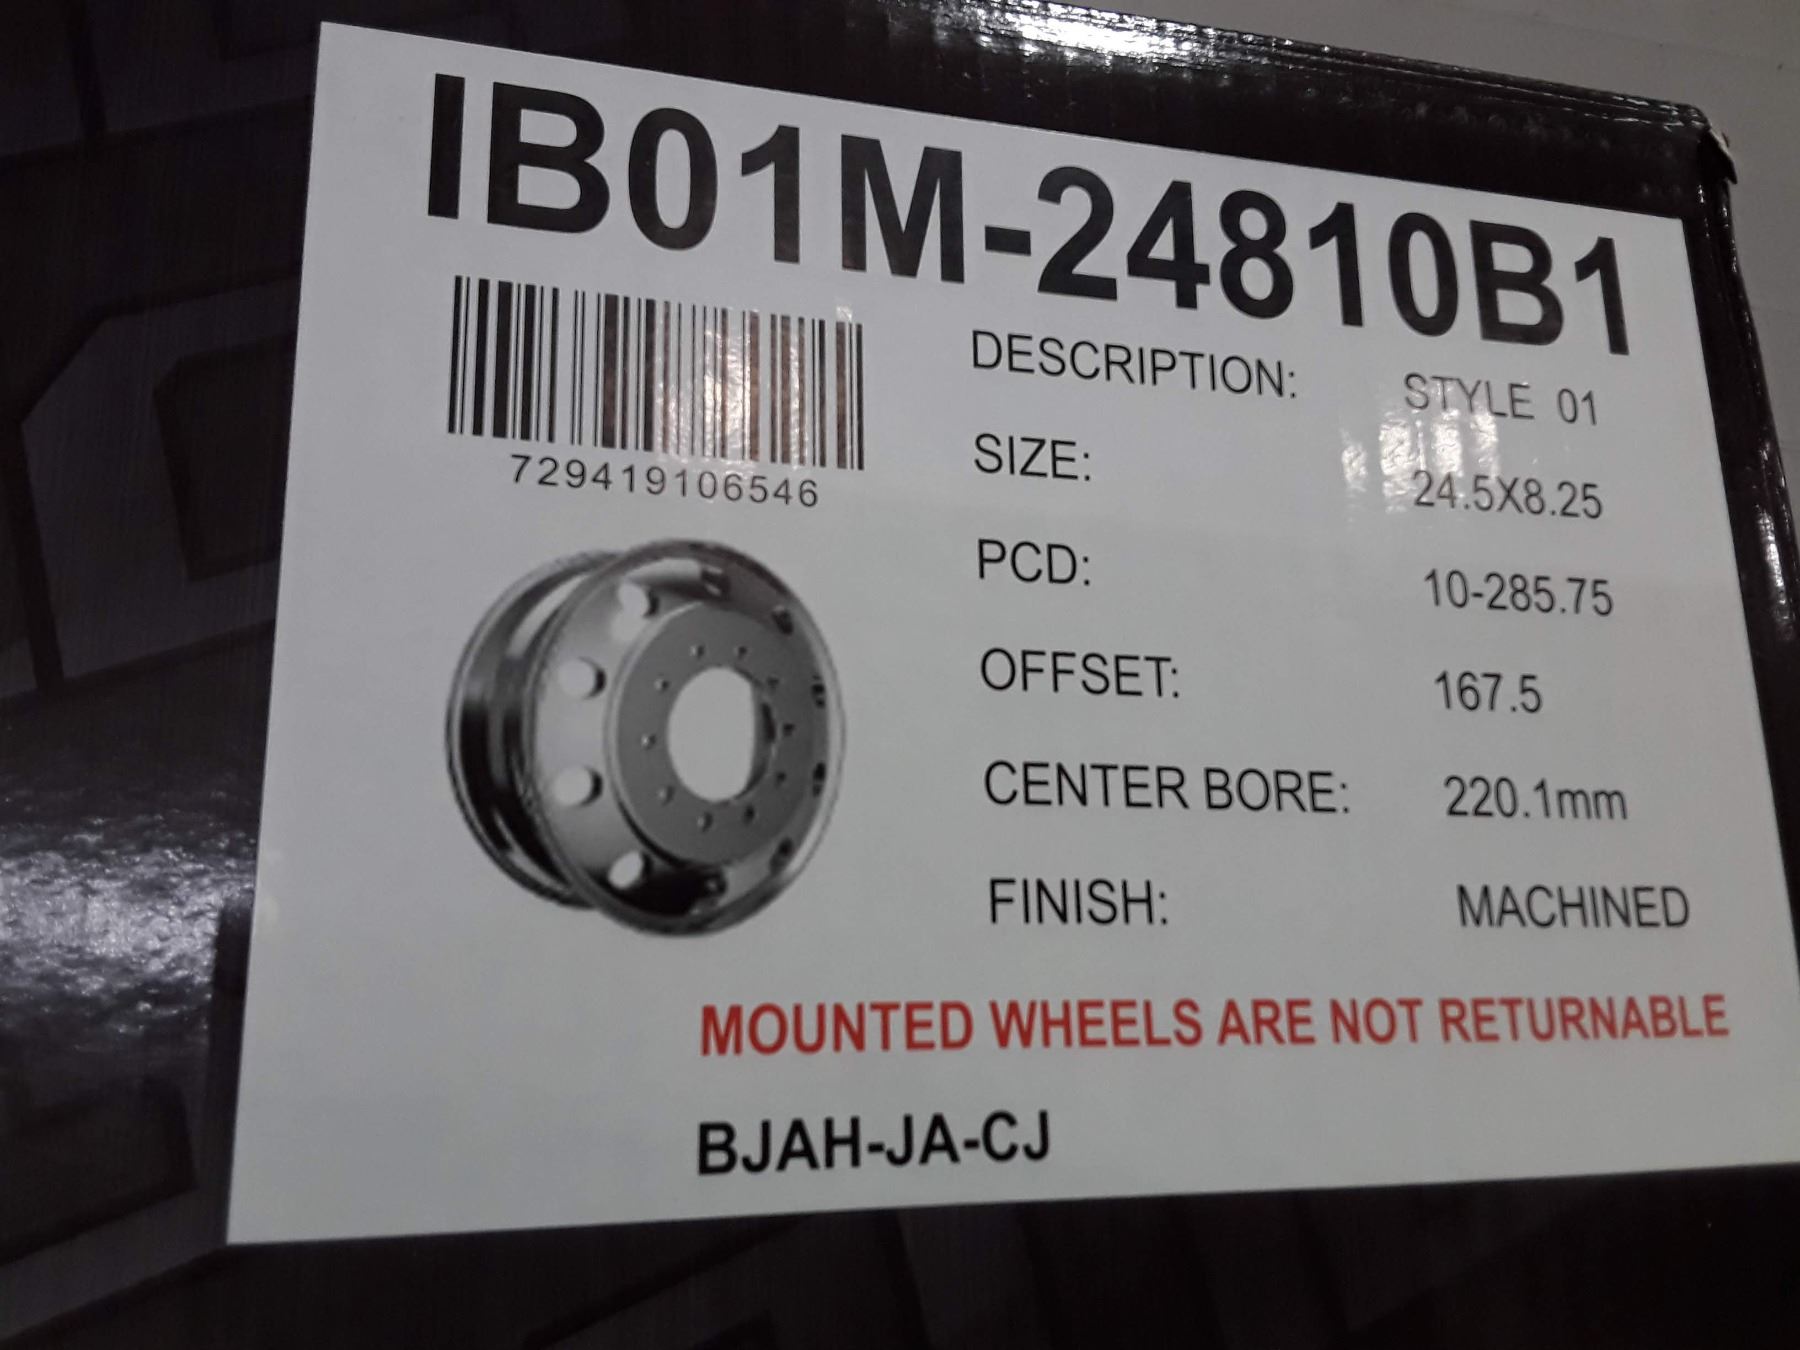 IB01M-24810B1
729419106546
DESCRIPTION: STYLE 01
SIZE: 24.5X8.25
PCD: 10-285.75
OFFSET: 167.5
CENTER BORE: 220.1mm
FINISH: MACHINED
MOUNTED WHEELS ARE NOT RETURNABLE
BJAH-JA-CJ